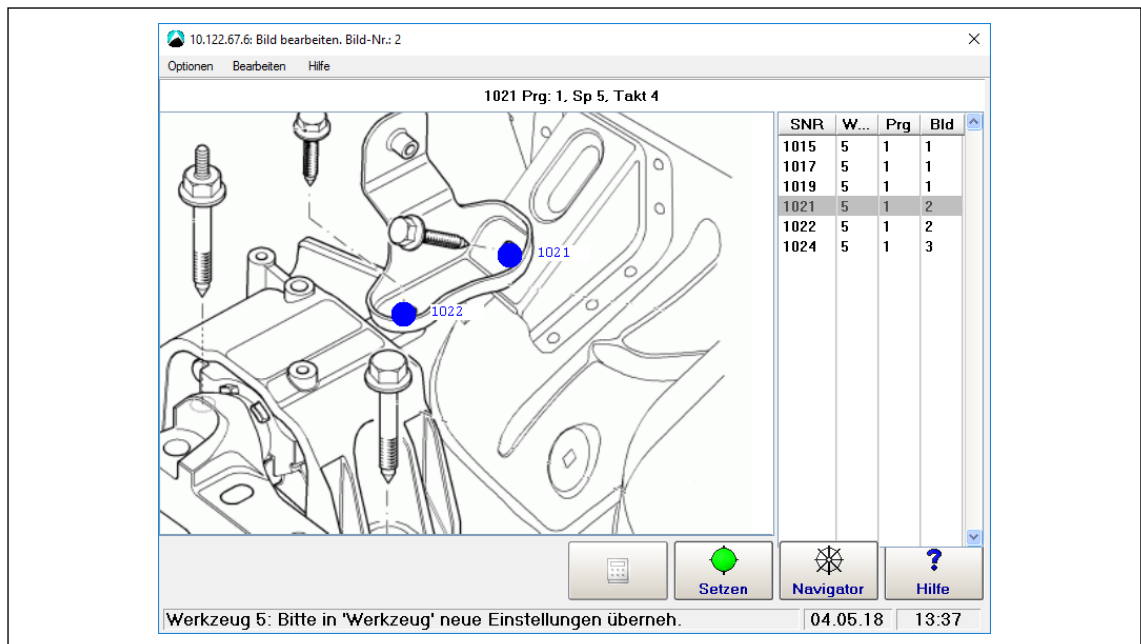 10.122.67.6: Bild bearbeiten. Bild-Nr.: 2
Optionen Bearbeiten Hilfe
1021 Prg: 1, Sp 5, Takt 4
SNR W... Prg Bld
1015 5 1 1
1017 5 1 1
1019 5 1 1
1021 5 1 2
1022 5 1 2
1024 5 1 3
1021
1022
Setzen Navigator Hilfe
Werkzeug 5: Bitte in 'Werkzeug' neue Einstellungen überneh. 04.05.18 13:37